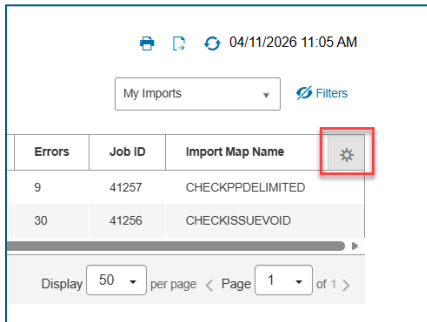 04/11/2026 11:05 AM
My Imports Filters
Errors Job ID Import Map Name
9 41257 CHECKPPDELIMITED
30 41256 CHECKISSUEVOID
Display 50 per page < Page 1 of 1 >